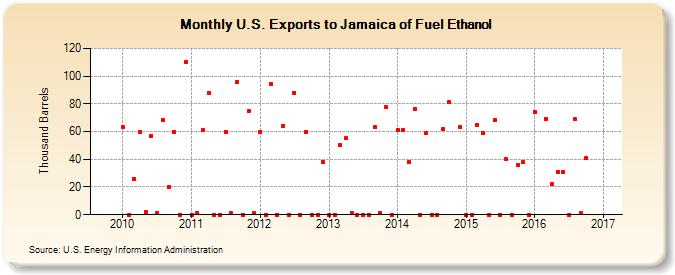 Monthly U.S. Exports to Jamaica of Fuel Ethanol
Thousand Barrels
120
100
80
60
40
20
0
2010 2011 2012 2013 2014 2015 2016 2017
Source: U.S. Energy Information Administration